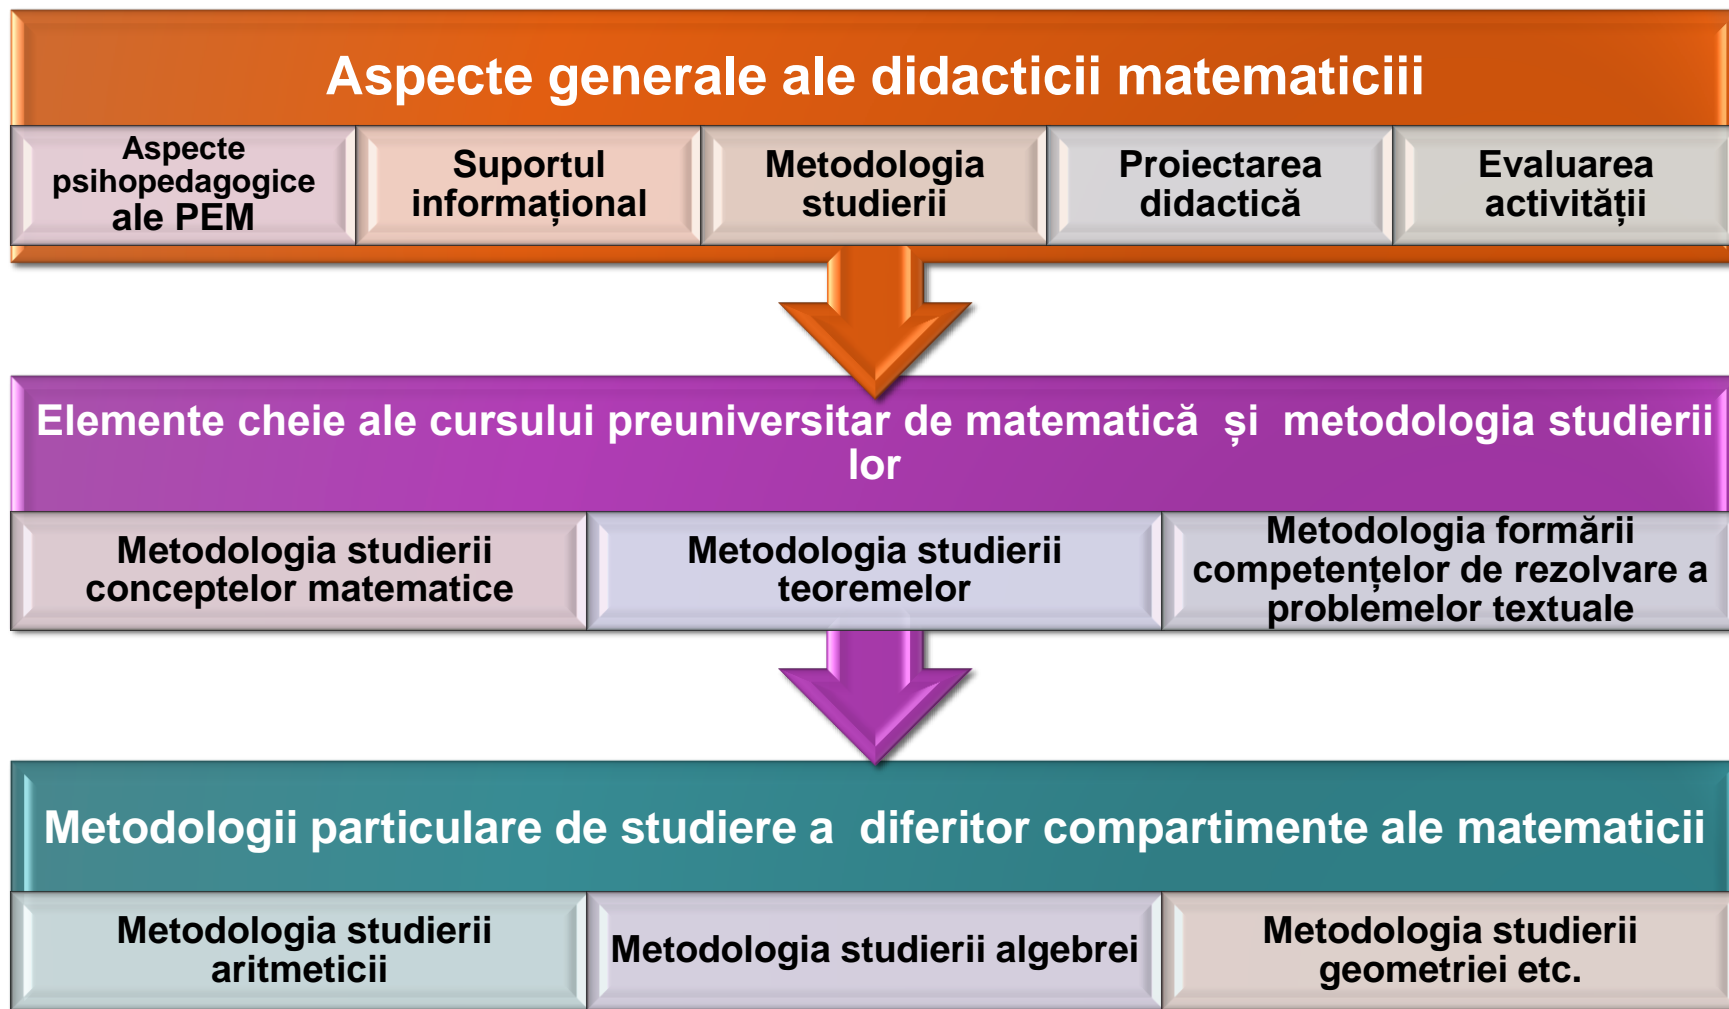 Aspecte generale ale didacticii matematiciii
Aspecte
psihopedagogice
ale PEM
Suportul
informațional
Metodologia
studierii
Proiectarea
didactică
Evaluarea
activității
Elemente cheie ale cursului preuniversitar de matematică și metodologia studierii
lor
Metodologia studierii
conceptelor matematice
Metodologia studierii
teoremelor
Metodologia formării
competențelor de rezolvare a
problemelor textuale
Metodologii particulare de studiere a diferitor compartimente ale matematicii
Metodologia studierii
aritmeticii
Metodologia studierii algebrei
Metodologia studierii
geometriei etc.